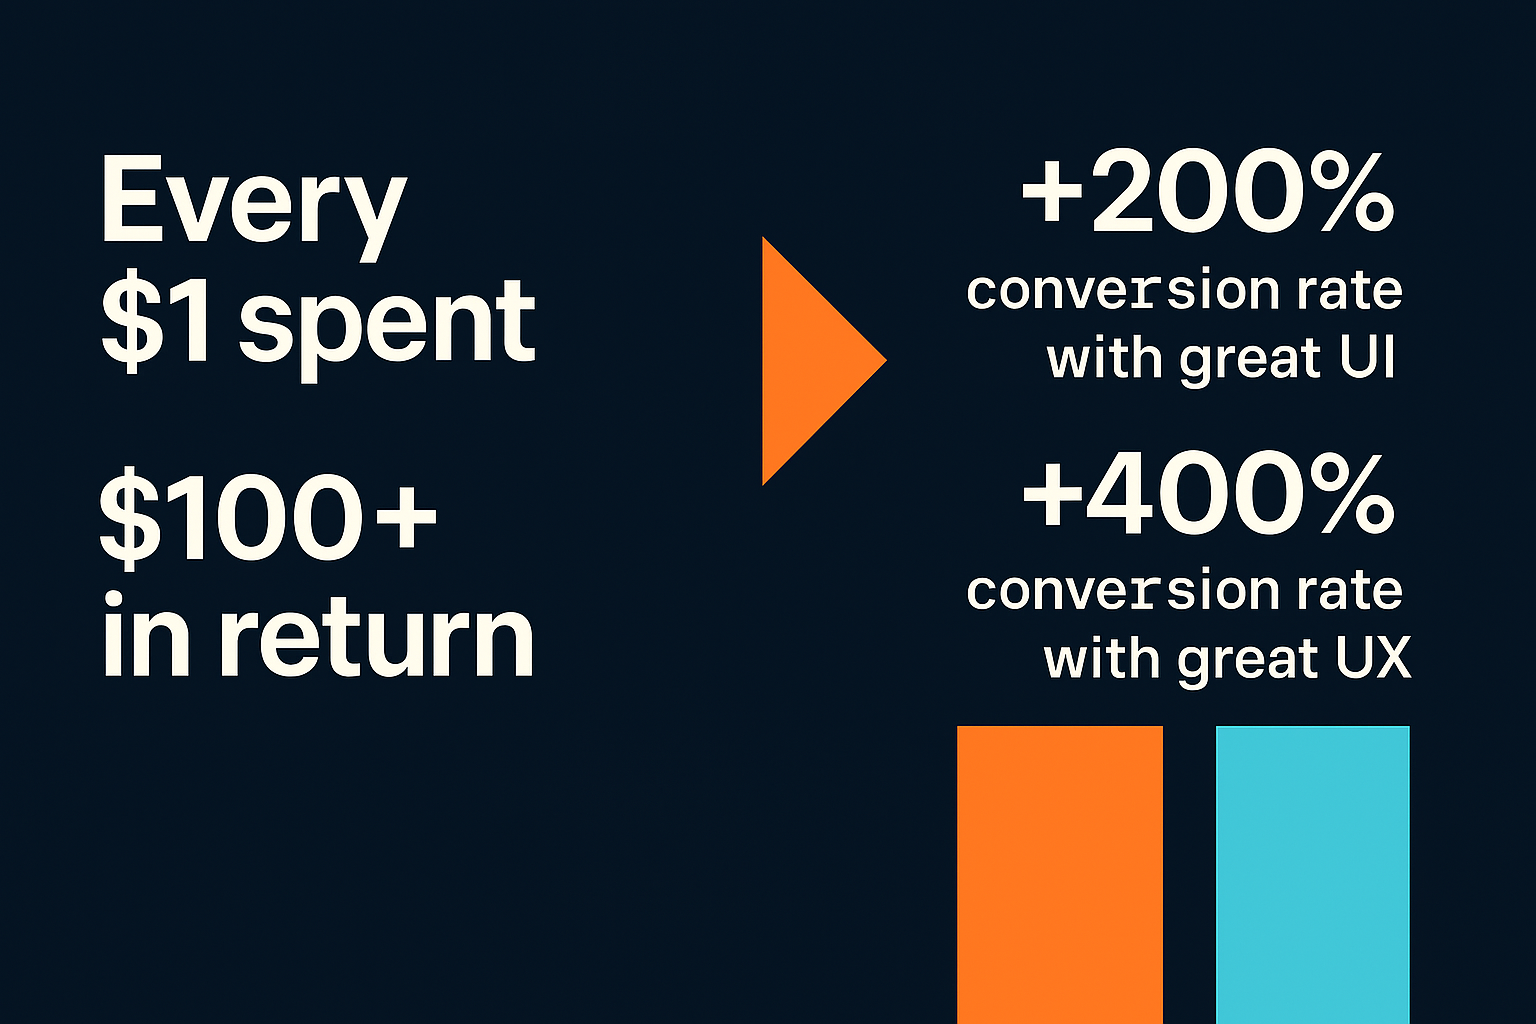 Every
$1 spent
$100+
in return
+200%
conversion rate
with great UI
+400%
conversion rate
with great UX